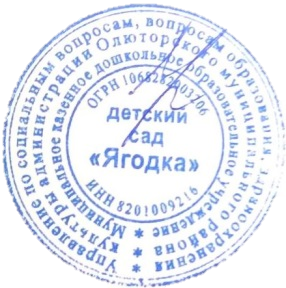 Управление по социальным вопросам, вопросам образования, здравоохранения
культуры администрации Олюторского муниципального района
Муниципальное казенное дошкольное образовательное учреждение
ОГРН 1068282003206
ИНН 8201009216
детский
сад
«Ягодка»